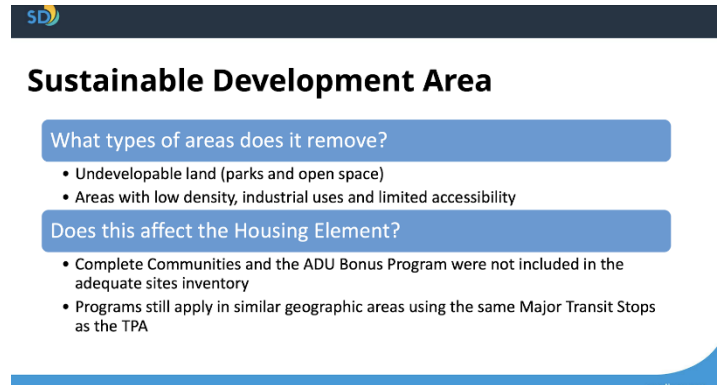 SD
Sustainable Development Area
What types of areas does it remove?
• Undevelopable land (parks and open space)
• Areas with low density, industrial uses and limited accessibility
Does this affect the Housing Element?
• Complete Communities and the ADU Bonus Program were not included in the
adequate sites inventory
• Programs still apply in similar geographic areas using the same Major Transit Stops
as the TPA